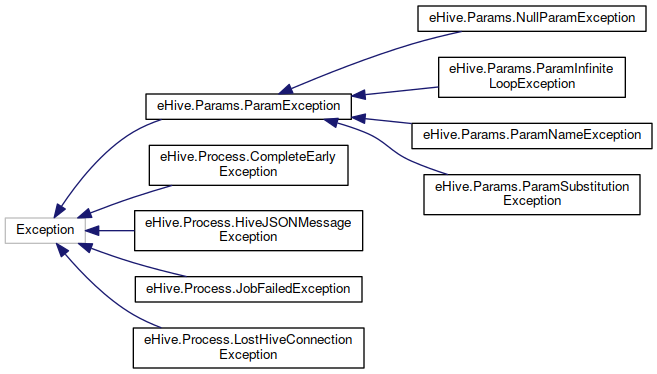 eHive.Params.NullParamException
eHive.Params.ParamInfinite
LoopException
eHive.Params.ParamException
eHive.Params.ParamNameException
eHive.Process.CompleteEarly
Exception
eHive.Params.ParamSubstitution
Exception
Exception
eHive.Process.HiveJSONMessage
Exception
eHive.Process.JobFailedException
eHive.Process.LostHiveConnection
Exception